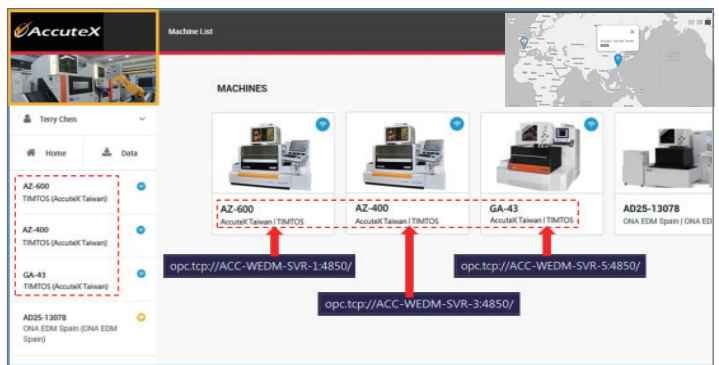 AccuteX
Machine List
AD25
Terry Chen
Home
Data
AZ-600
TIMTOS (AccuteX Taiwan)
AZ-400
TIMTOS (AccuteX Taiwan)
GA-43
TIMTOS (AccuteX Taiwan)
AD25-13078
ONA EDM Spain (ONA EDM
Spain)
MACHINES
AZ-600
AccuteX Taiwan | TIMTOS
AZ-400
AccuteX Taiwan | TIMTOS
GA-43
AccuteX Taiwan | TIMTOS
AD25-13078
ONA EDM Spain | ONA ED
opc.tcp://ACC-WEDM-SVR-1:4850/
opc.tcp://ACC-WEDM-SVR-5:4850/
opc.tcp://ACC-WEDM-SVR-3:4850/